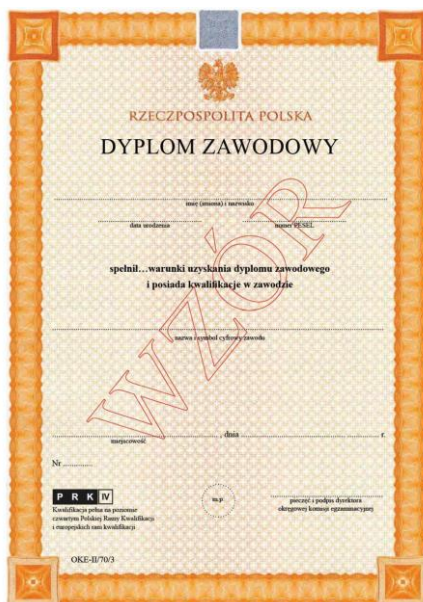 RZECZPOSPOLITA POLSKA
DYPLOM ZAWODOWY
imię (imiona) i nazwisko
data urodzenia numer PESEL
spełnił...warunki uzyskania dyplomu zawodowego
i posiada kwalifikacje w zawodzie
nazwa i symbol cyfrowy zawodu
WZÓR
miejscowość , dnia r.
Nr
P R K IV
Kwalifikacja pełna na poziomie
czwartym Polskiej Ramy Kwalifikacji
i europejskich ram kwalifikacji
m.p.
pieczęć i podpis dyrektora
okręgowej komisji egzaminacyjnej
OKE-II/70/3